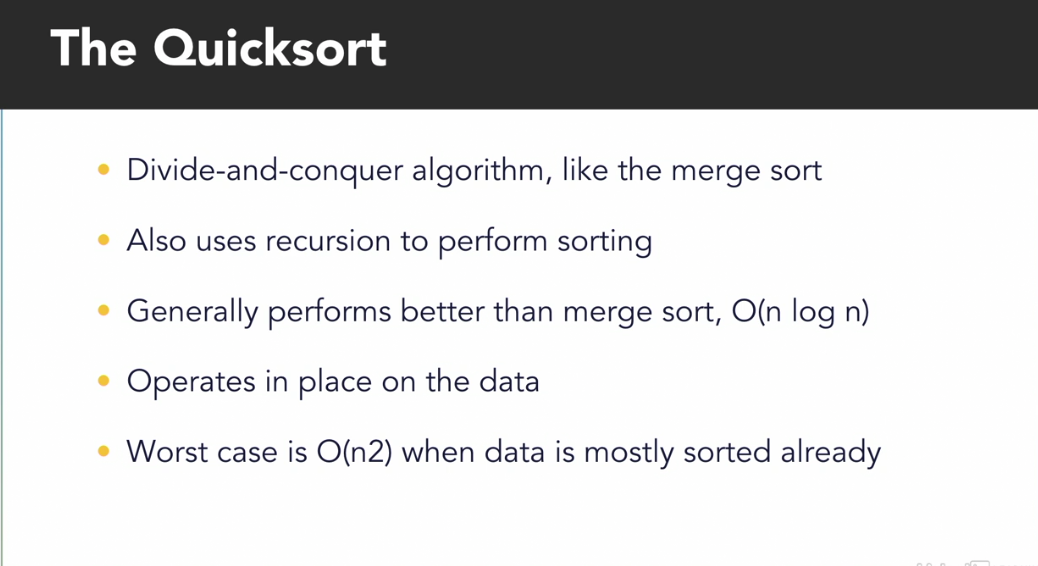 The Quicksort
Divide-and-conquer algorithm, like the merge sort
Also uses recursion to perform sorting
Generally performs better than merge sort, O(n log n)
Operates in place on the data
Worst case is O(n2) when data is mostly sorted already